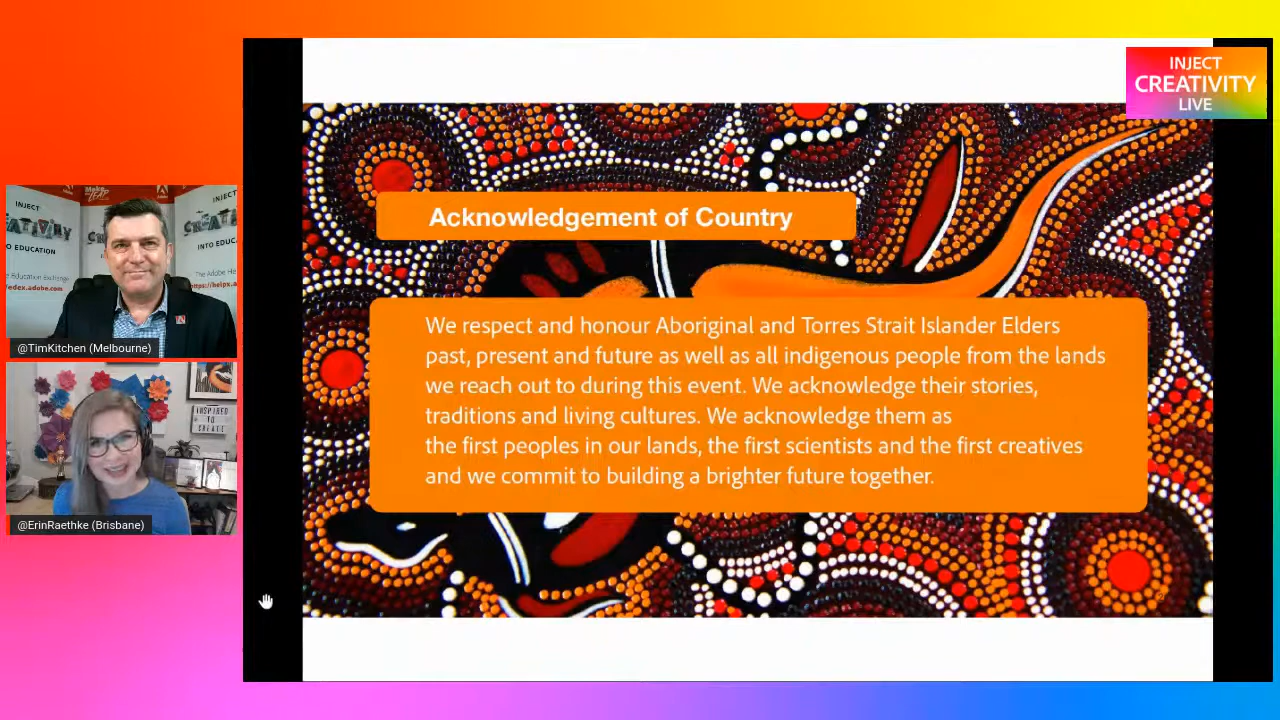 INJECT
CREATIVITY
LIVE
Acknowledgement of Country
We respect and honour Aboriginal and Torres Strait Islander Elders
past, present and future as well as all indigenous people from the lands
we reach out to during this event. We acknowledge their stories,
traditions and living cultures. We acknowledge them as
the first peoples in our lands, the first scientists and the first creatives
and we commit to building a brighter future together.
INJECT
INTO EDUCATION
@TimKitchen (Melbourne)
INSPIRED
TO
CREATE
@ErinRaethke (Brisbane)